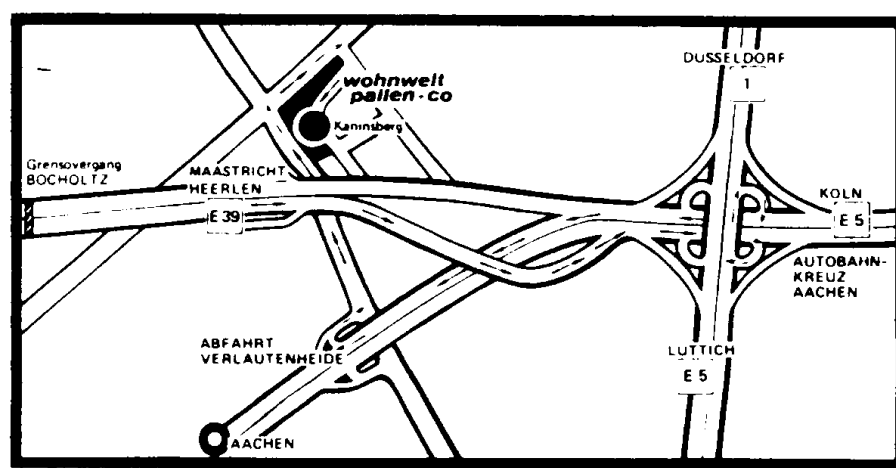 DUSSELDORF
1
wohnwelt
pallen-co
Kaninsberg
Grensovergang
BOCHOLTZ
MAASTRICHT
HEERLEN
E 39
KOLN
E 5
AUTOBAHN-
KREUZ
AACHEN
ABFAHRT
VERLAUTENHEIDE
LUTTICH
E 5
AACHEN